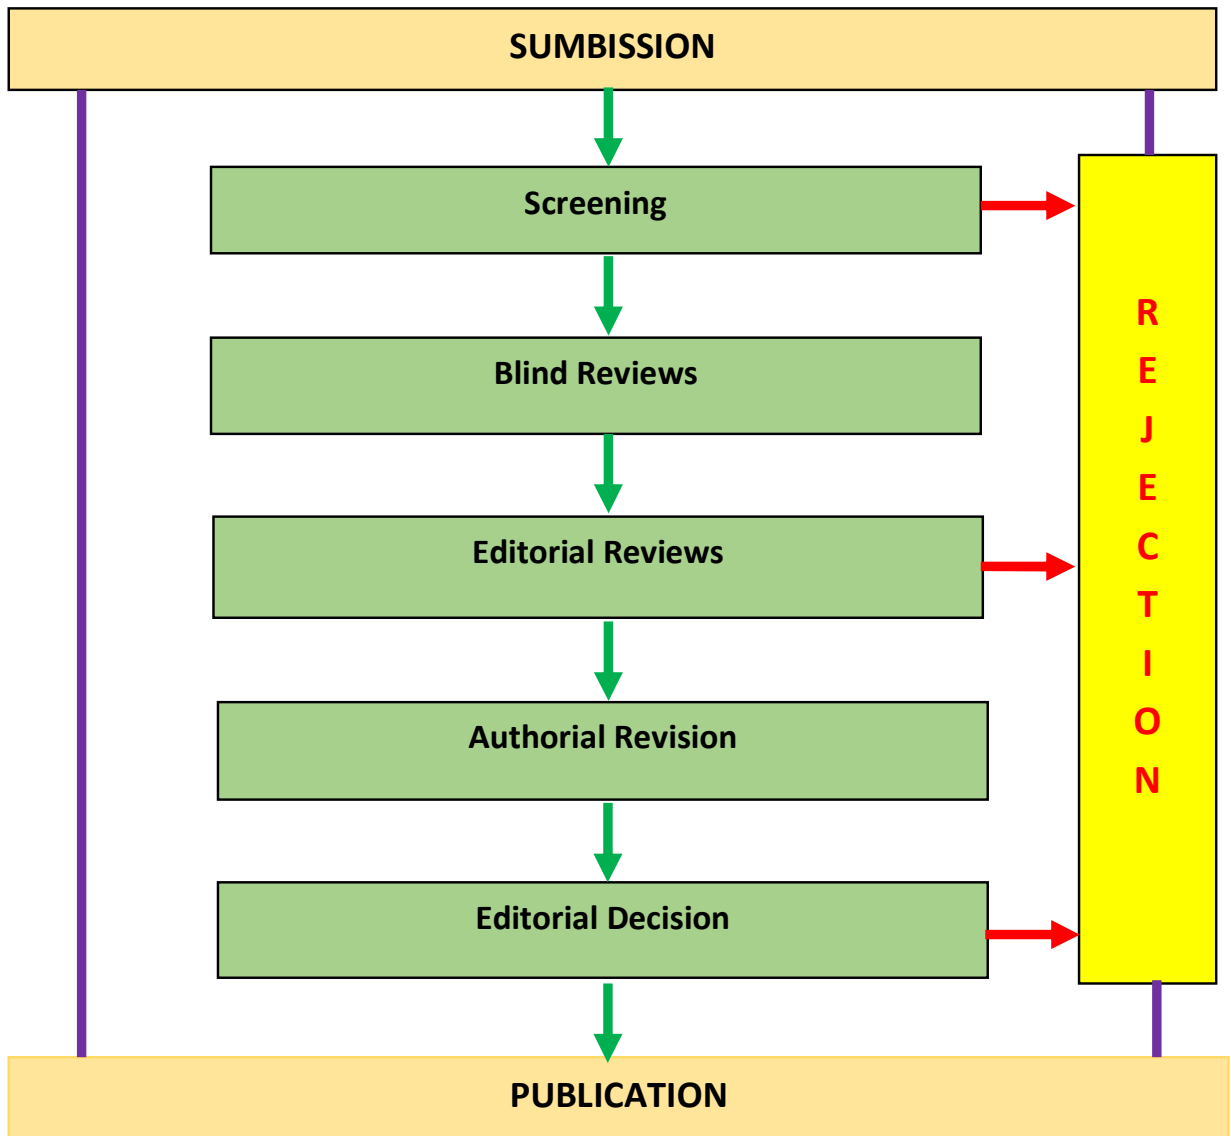 SUMBISSION
Screening
Blind Reviews
Editorial Reviews
Authorial Revision
Editorial Decision
R
E
J
E
C
T
I
O
N
PUBLICATION